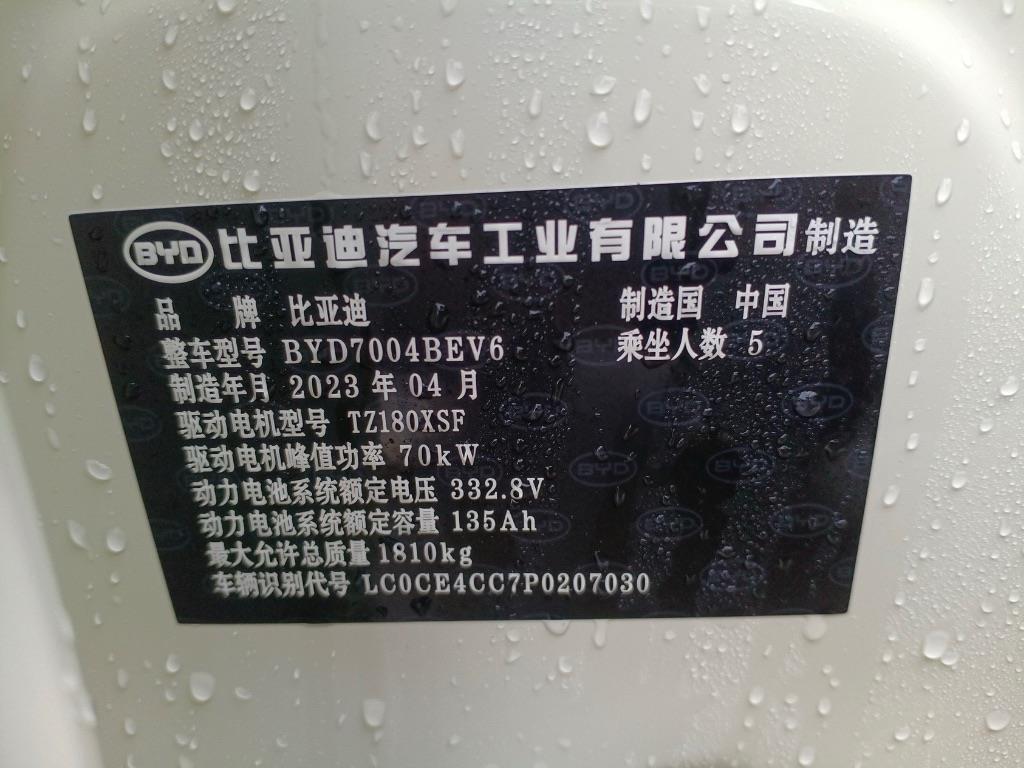 BYD 比亚迪汽车工业有限公司 制造
品 牌 比亚迪 制造国 中国
整车型号 BYD7004BEV6 乘坐人数 5
制造年月 2023 年 04 月
驱动电机型号 TZ180XSF
驱动电机峰值功率 70kW
动力电池系统额定电压 332.8V
动力电池系统额定容量 135Ah
最大允许总质量 1810kg
车辆识别代号 LC0CE4CC7P0207030